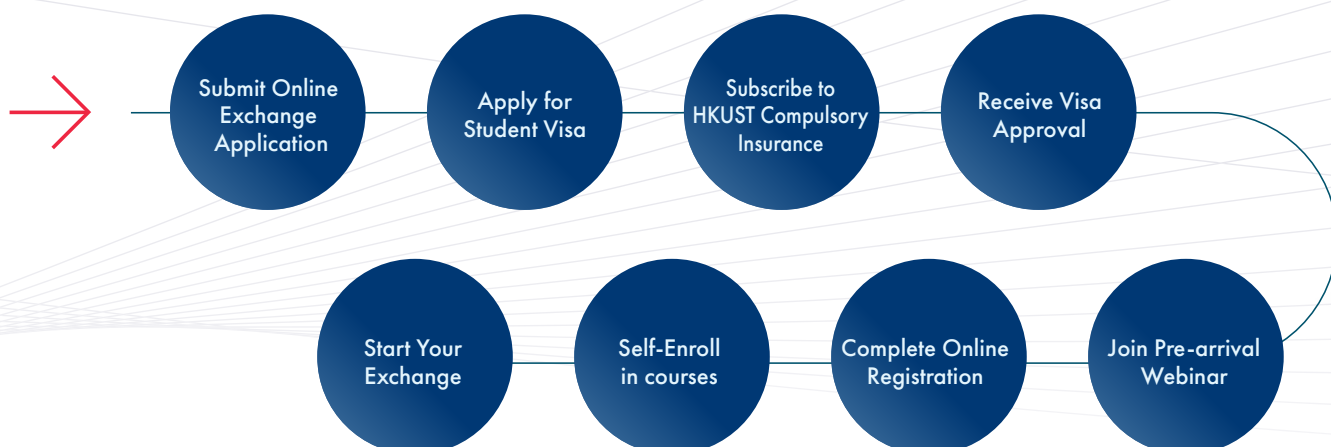 Submit Online
Exchange
Application
Apply for
Student Visa
Subscribe to
HKUST Compulsory
Insurance
Receive Visa
Approval
Join Pre-arrival
Webinar
Complete Online
Registration
Self-Enroll
in courses
Start Your
Exchange